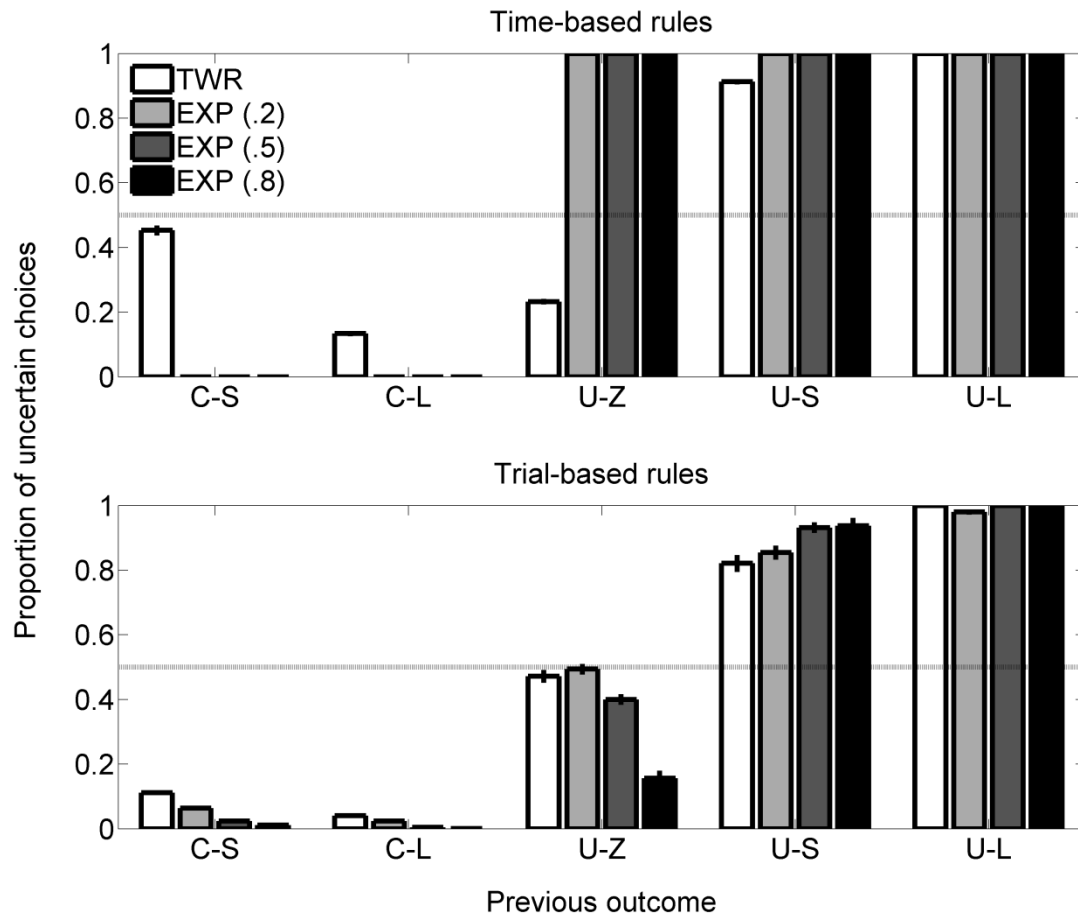 Time-based rules
1
0.8
0.6
0.4
0.2
0
TWR
EXP (.2)
EXP (.5)
EXP (.8)
C-S C-L U-Z U-S U-L
Proportion of uncertain choices
Trial-based rules
1
0.8
0.6
0.4
0.2
0
C-S C-L U-Z U-S U-L
Previous outcome